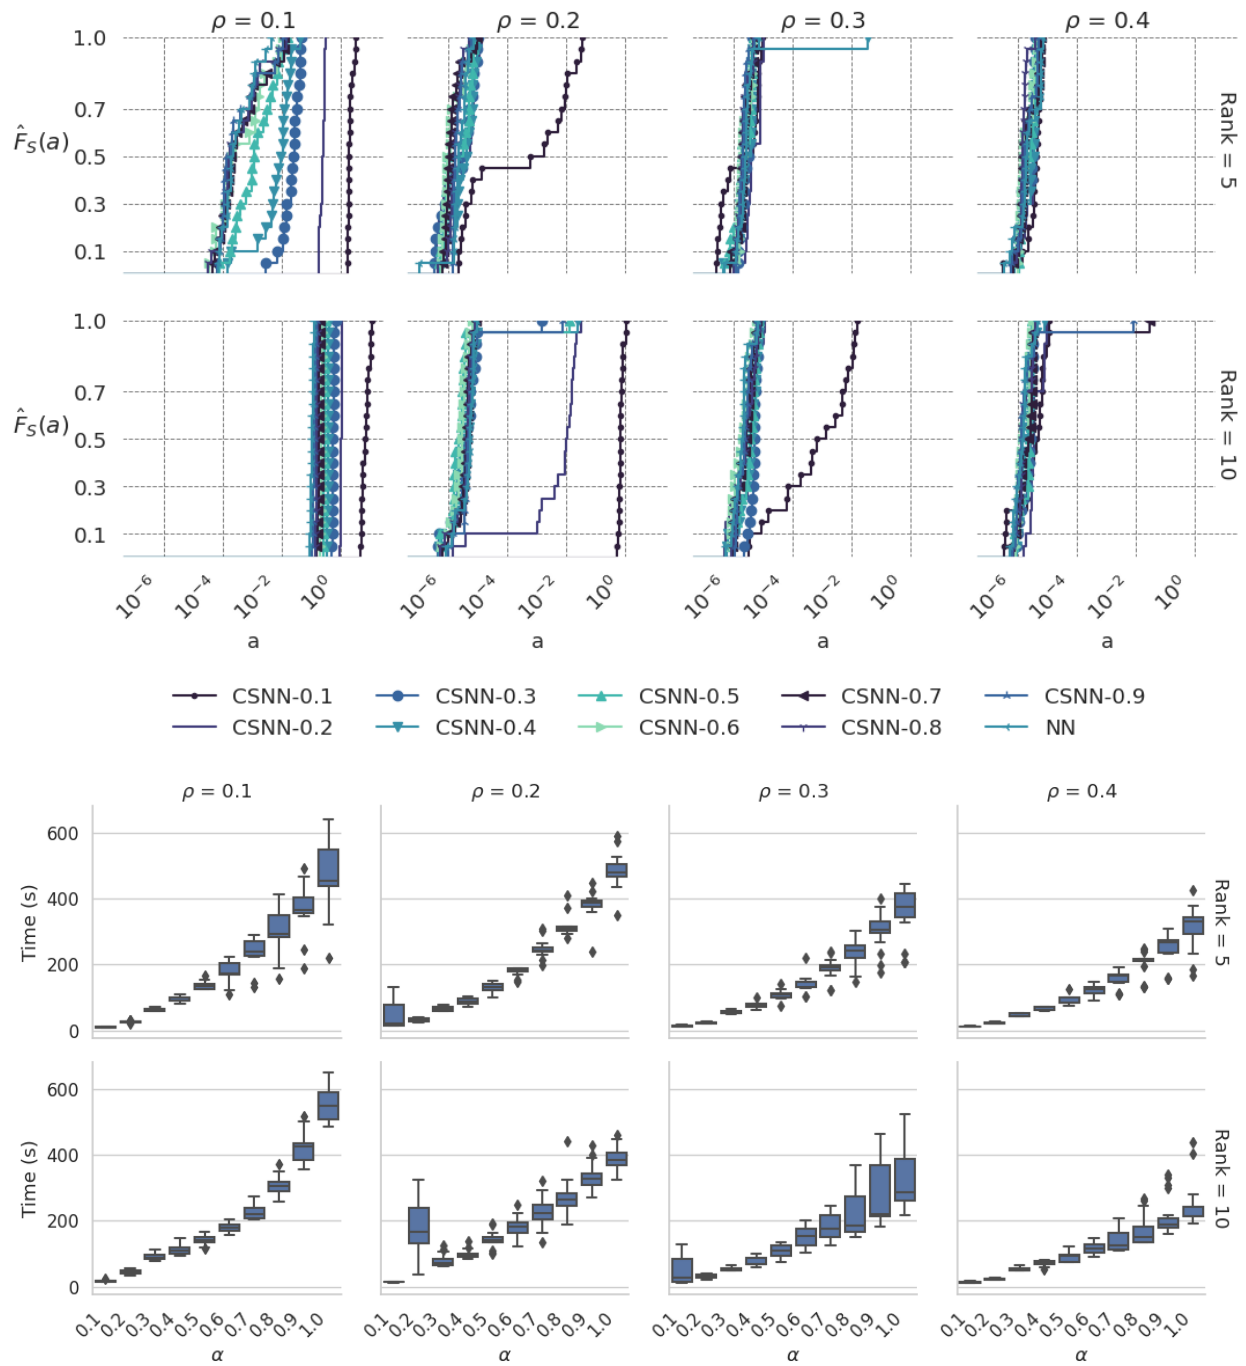 ρ = 0.1 ρ = 0.2 ρ = 0.3 ρ = 0.4
1.0
0.7
F̂_S(a)
0.5
0.3
0.1
Rank = 5
1.0
0.7
F̂_S(a)
0.5
0.3
0.1
Rank = 10
10⁻⁶ 10⁻⁴ 10⁻² 10⁰ 10⁻⁶ 10⁻⁴ 10⁻² 10⁰ 10⁻⁶ 10⁻⁴ 10⁻² 10⁰ 10⁻⁶ 10⁻⁴ 10⁻² 10⁰
a a a a
CSNN-0.1 CSNN-0.3 CSNN-0.5 CSNN-0.7 CSNN-0.9
CSNN-0.2 CSNN-0.4 CSNN-0.6 CSNN-0.8 NN
ρ = 0.1 ρ = 0.2 ρ = 0.3 ρ = 0.4
600
400
200
0
Time (s)
Rank = 5
600
400
200
0
Time (s)
Rank = 10
0.1 0.2 0.3 0.4 0.5 0.6 0.7 0.8 0.9 1.0 0.1 0.2 0.3 0.4 0.5 0.6 0.7 0.8 0.9 1.0 0.1 0.2 0.3 0.4 0.5 0.6 0.7 0.8 0.9 1.0 0.1 0.2 0.3 0.4 0.5 0.6 0.7 0.8 0.9 1.0
α α α α